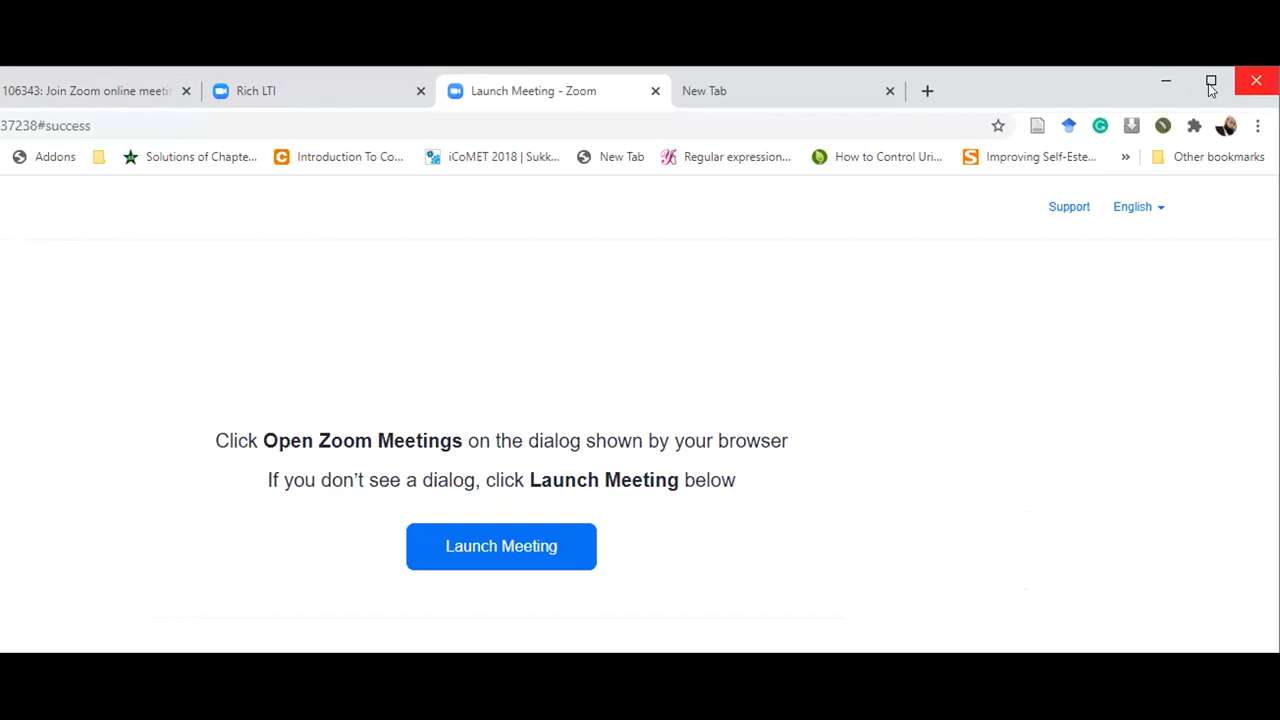 106343: Join Zoom online meetin
Rich LTI
Launch Meeting - Zoom
New Tab
37238#success
Addons
Solutions of Chapte...
Introduction To Co...
iCoMET 2018 | Sukk...
New Tab
Regular expression...
How to Control Uri...
Improving Self-Este...
Other bookmarks
Support
English
Click Open Zoom Meetings on the dialog shown by your browser
If you don’t see a dialog, click Launch Meeting below
Launch Meeting